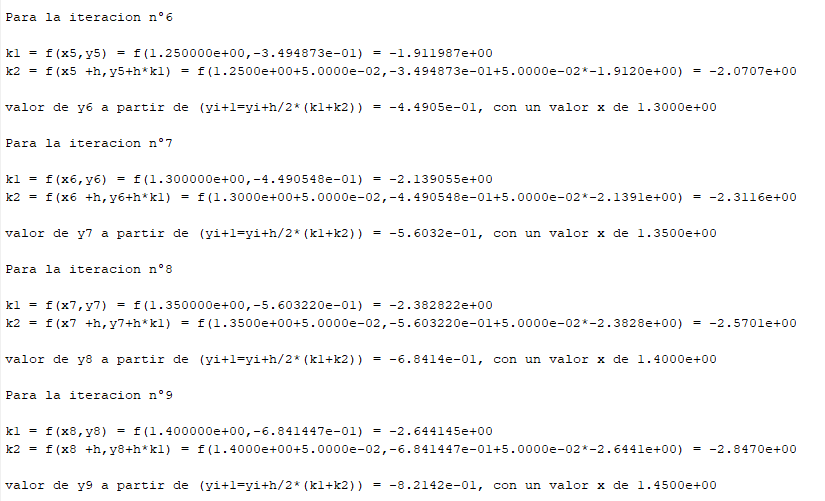 Para la iteracion n°6
k1 = f(x5,y5) = f(1.250000e+00,-3.494873e-01) = -1.911987e+00
k2 = f(x5 +h,y5+h*k1) = f(1.2500e+00+5.0000e-02,-3.494873e-01+5.0000e-02*-1.9120e+00) = -2.0707e+00
valor de y6 a partir de (yi+1=yi+h/2*(k1+k2)) = -4.4905e-01, con un valor x de 1.3000e+00
Para la iteracion n°7
k1 = f(x6,y6) = f(1.300000e+00,-4.490548e-01) = -2.139055e+00
k2 = f(x6 +h,y6+h*k1) = f(1.3000e+00+5.0000e-02,-4.490548e-01+5.0000e-02*-2.1391e+00) = -2.3116e+00
valor de y7 a partir de (yi+1=yi+h/2*(k1+k2)) = -5.6032e-01, con un valor x de 1.3500e+00
Para la iteracion n°8
k1 = f(x7,y7) = f(1.350000e+00,-5.603220e-01) = -2.382822e+00
k2 = f(x7 +h,y7+h*k1) = f(1.3500e+00+5.0000e-02,-5.603220e-01+5.0000e-02*-2.3828e+00) = -2.5701e+00
valor de y8 a partir de (yi+1=yi+h/2*(k1+k2)) = -6.8414e-01, con un valor x de 1.4000e+00
Para la iteracion n°9
k1 = f(x8,y8) = f(1.400000e+00,-6.841447e-01) = -2.644145e+00
k2 = f(x8 +h,y8+h*k1) = f(1.4000e+00+5.0000e-02,-6.841447e-01+5.0000e-02*-2.6441e+00) = -2.8470e+00
valor de y9 a partir de (yi+1=yi+h/2*(k1+k2)) = -8.2142e-01, con un valor x de 1.4500e+00